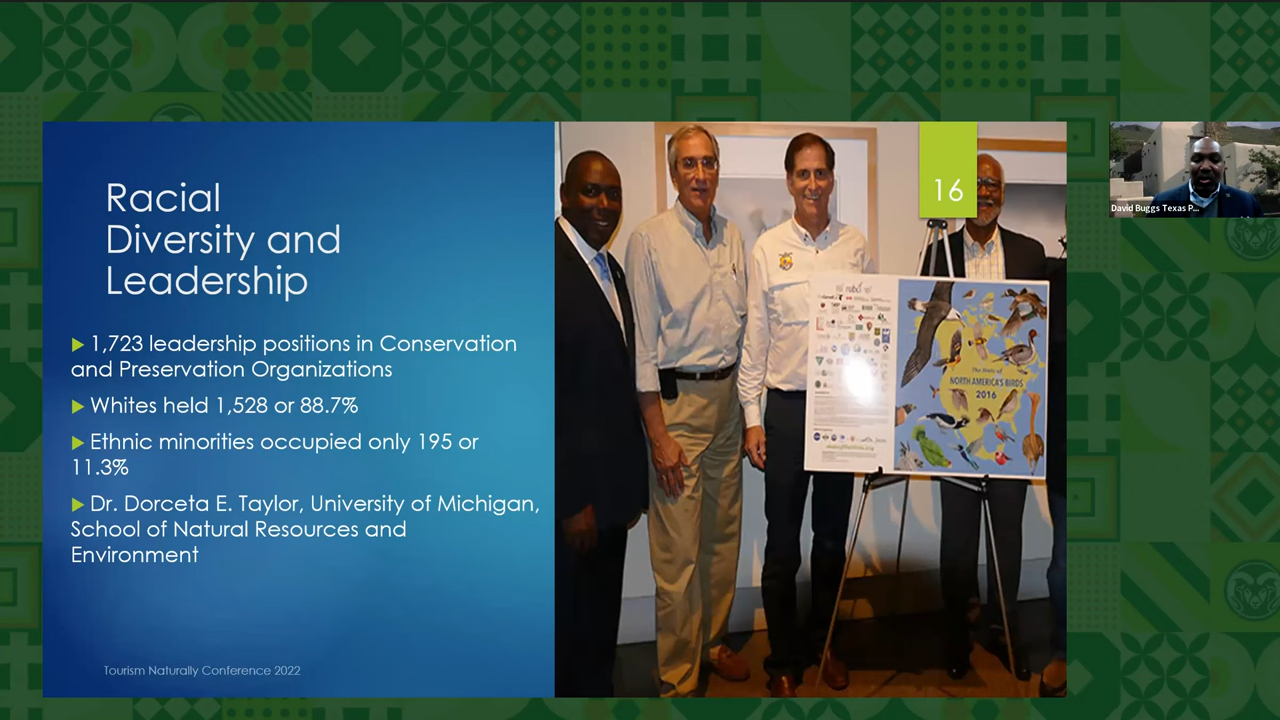 Racial
Diversity and
Leadership
1,723 leadership positions in Conservation
and Preservation Organizations
Whites held 1,528 or 88.7%
Ethnic minorities occupied only 195 or
11.3%
Dr. Dorceta E. Taylor, University of Michigan,
School of Natural Resources and
Environment
Tourism Naturally Conference 2022
16
nabci
The State of
NORTH AMERICA'S BIRDS
2016
David Buggs Texas P...